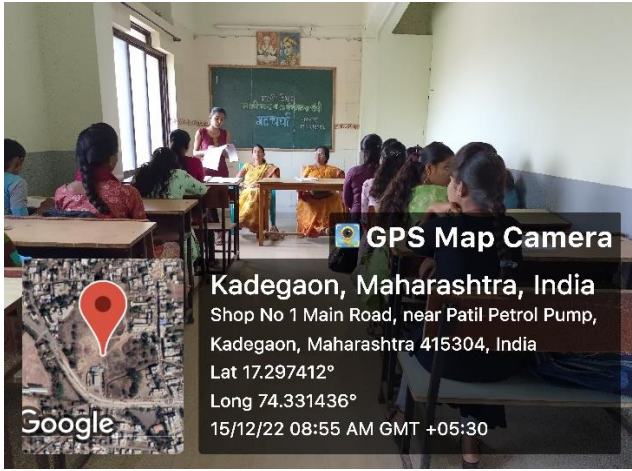 गटचर्चा
GPS Map Camera
Kadegaon, Maharashtra, India
Shop No 1 Main Road, near Patil Petrol Pump,
Kadegaon, Maharashtra 415304, India
Lat 17.297412°
Long 74.331436°
15/12/22 08:55 AM GMT +05:30
Google